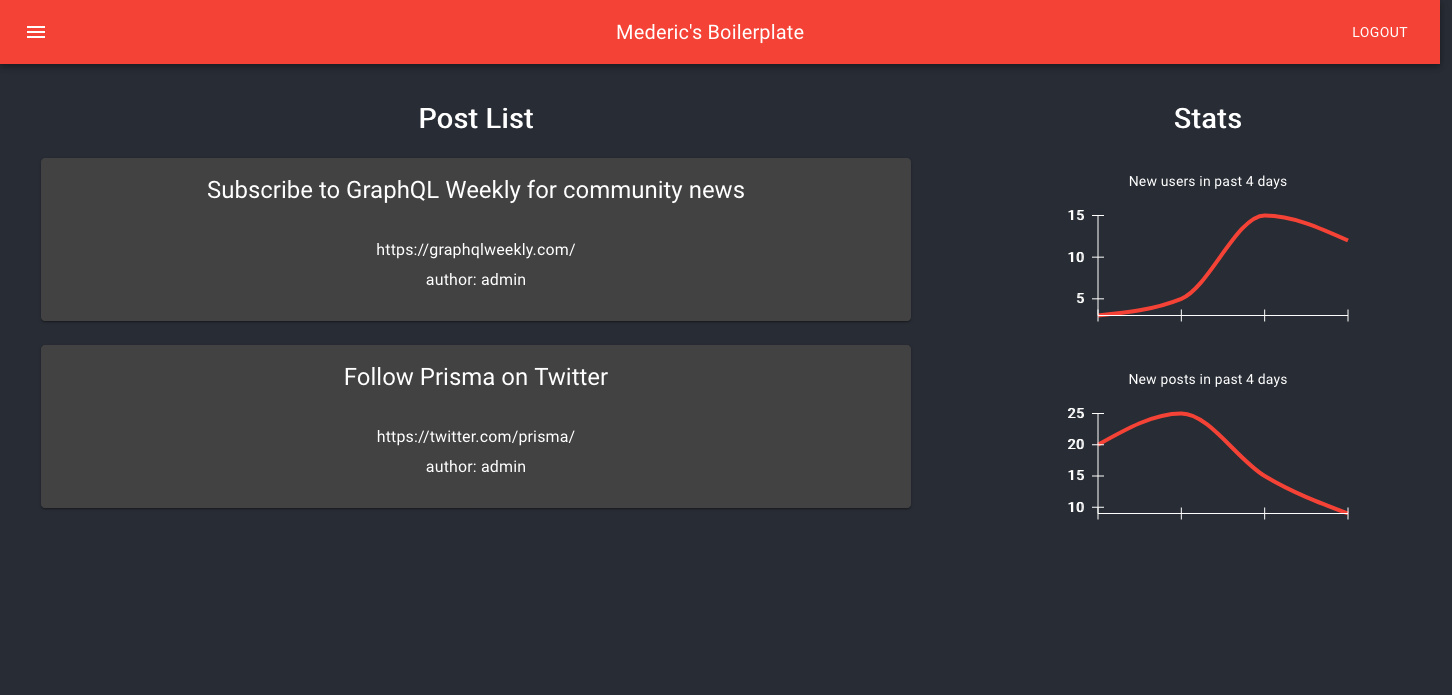 Mederic's Boilerplate
LOGOUT
Post List
Subscribe to GraphQL Weekly for community news
https://graphqlweekly.com/
author: admin
Follow Prisma on Twitter
https://twitter.com/prisma/
author: admin
Stats
New users in past 4 days
15
10
5
New posts in past 4 days
25
20
15
10